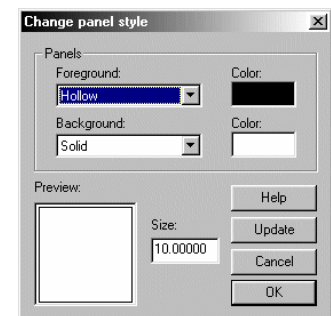 Change panel style
Panels
Foreground:
Color:
Hollow
Background:
Color:
Solid
Preview:
Size:
10.00000
Help
Update
Cancel
OK